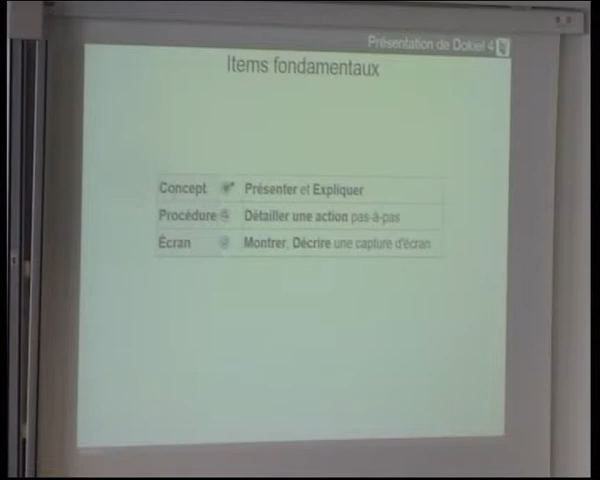 Présentation de Dokiel 4
Items fondamentaux
Concept Présenter et Expliquer
Procédure Détailler une action pas-à-pas
Écran Montrer, Décrire une capture d'écran